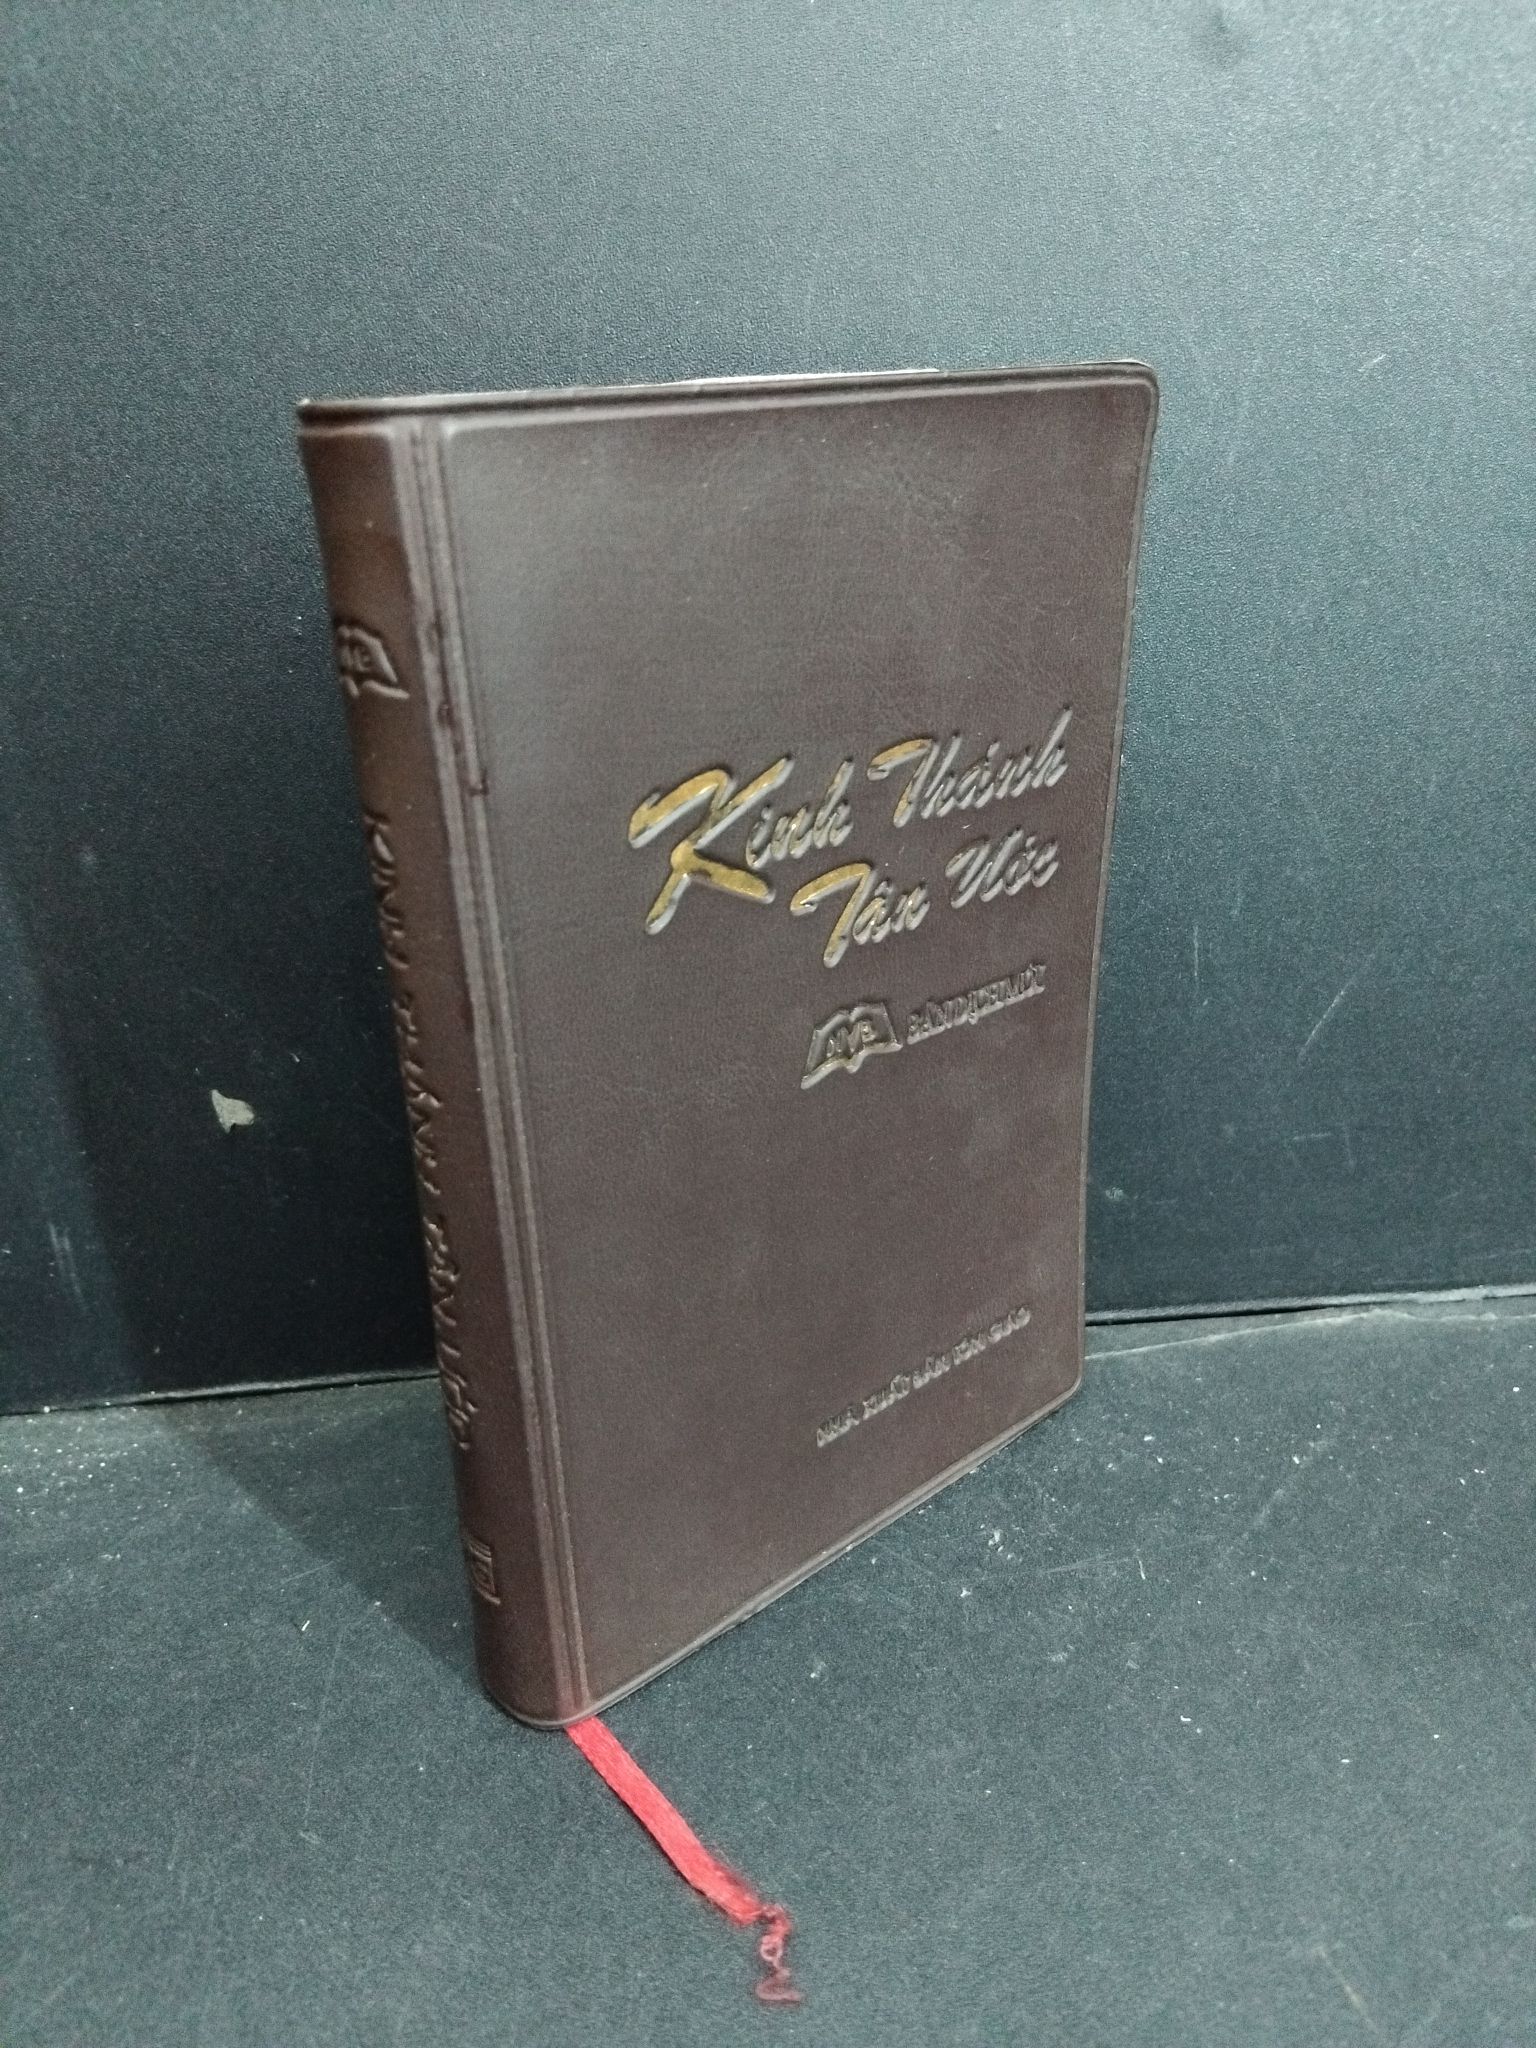 Kinh Thánh
Tân Ước
NVB BẢN DỊCH MỚI
NHÀ XUẤT BẢN TÔN GIÁO
KINH THÁNH TÂN ƯỚC